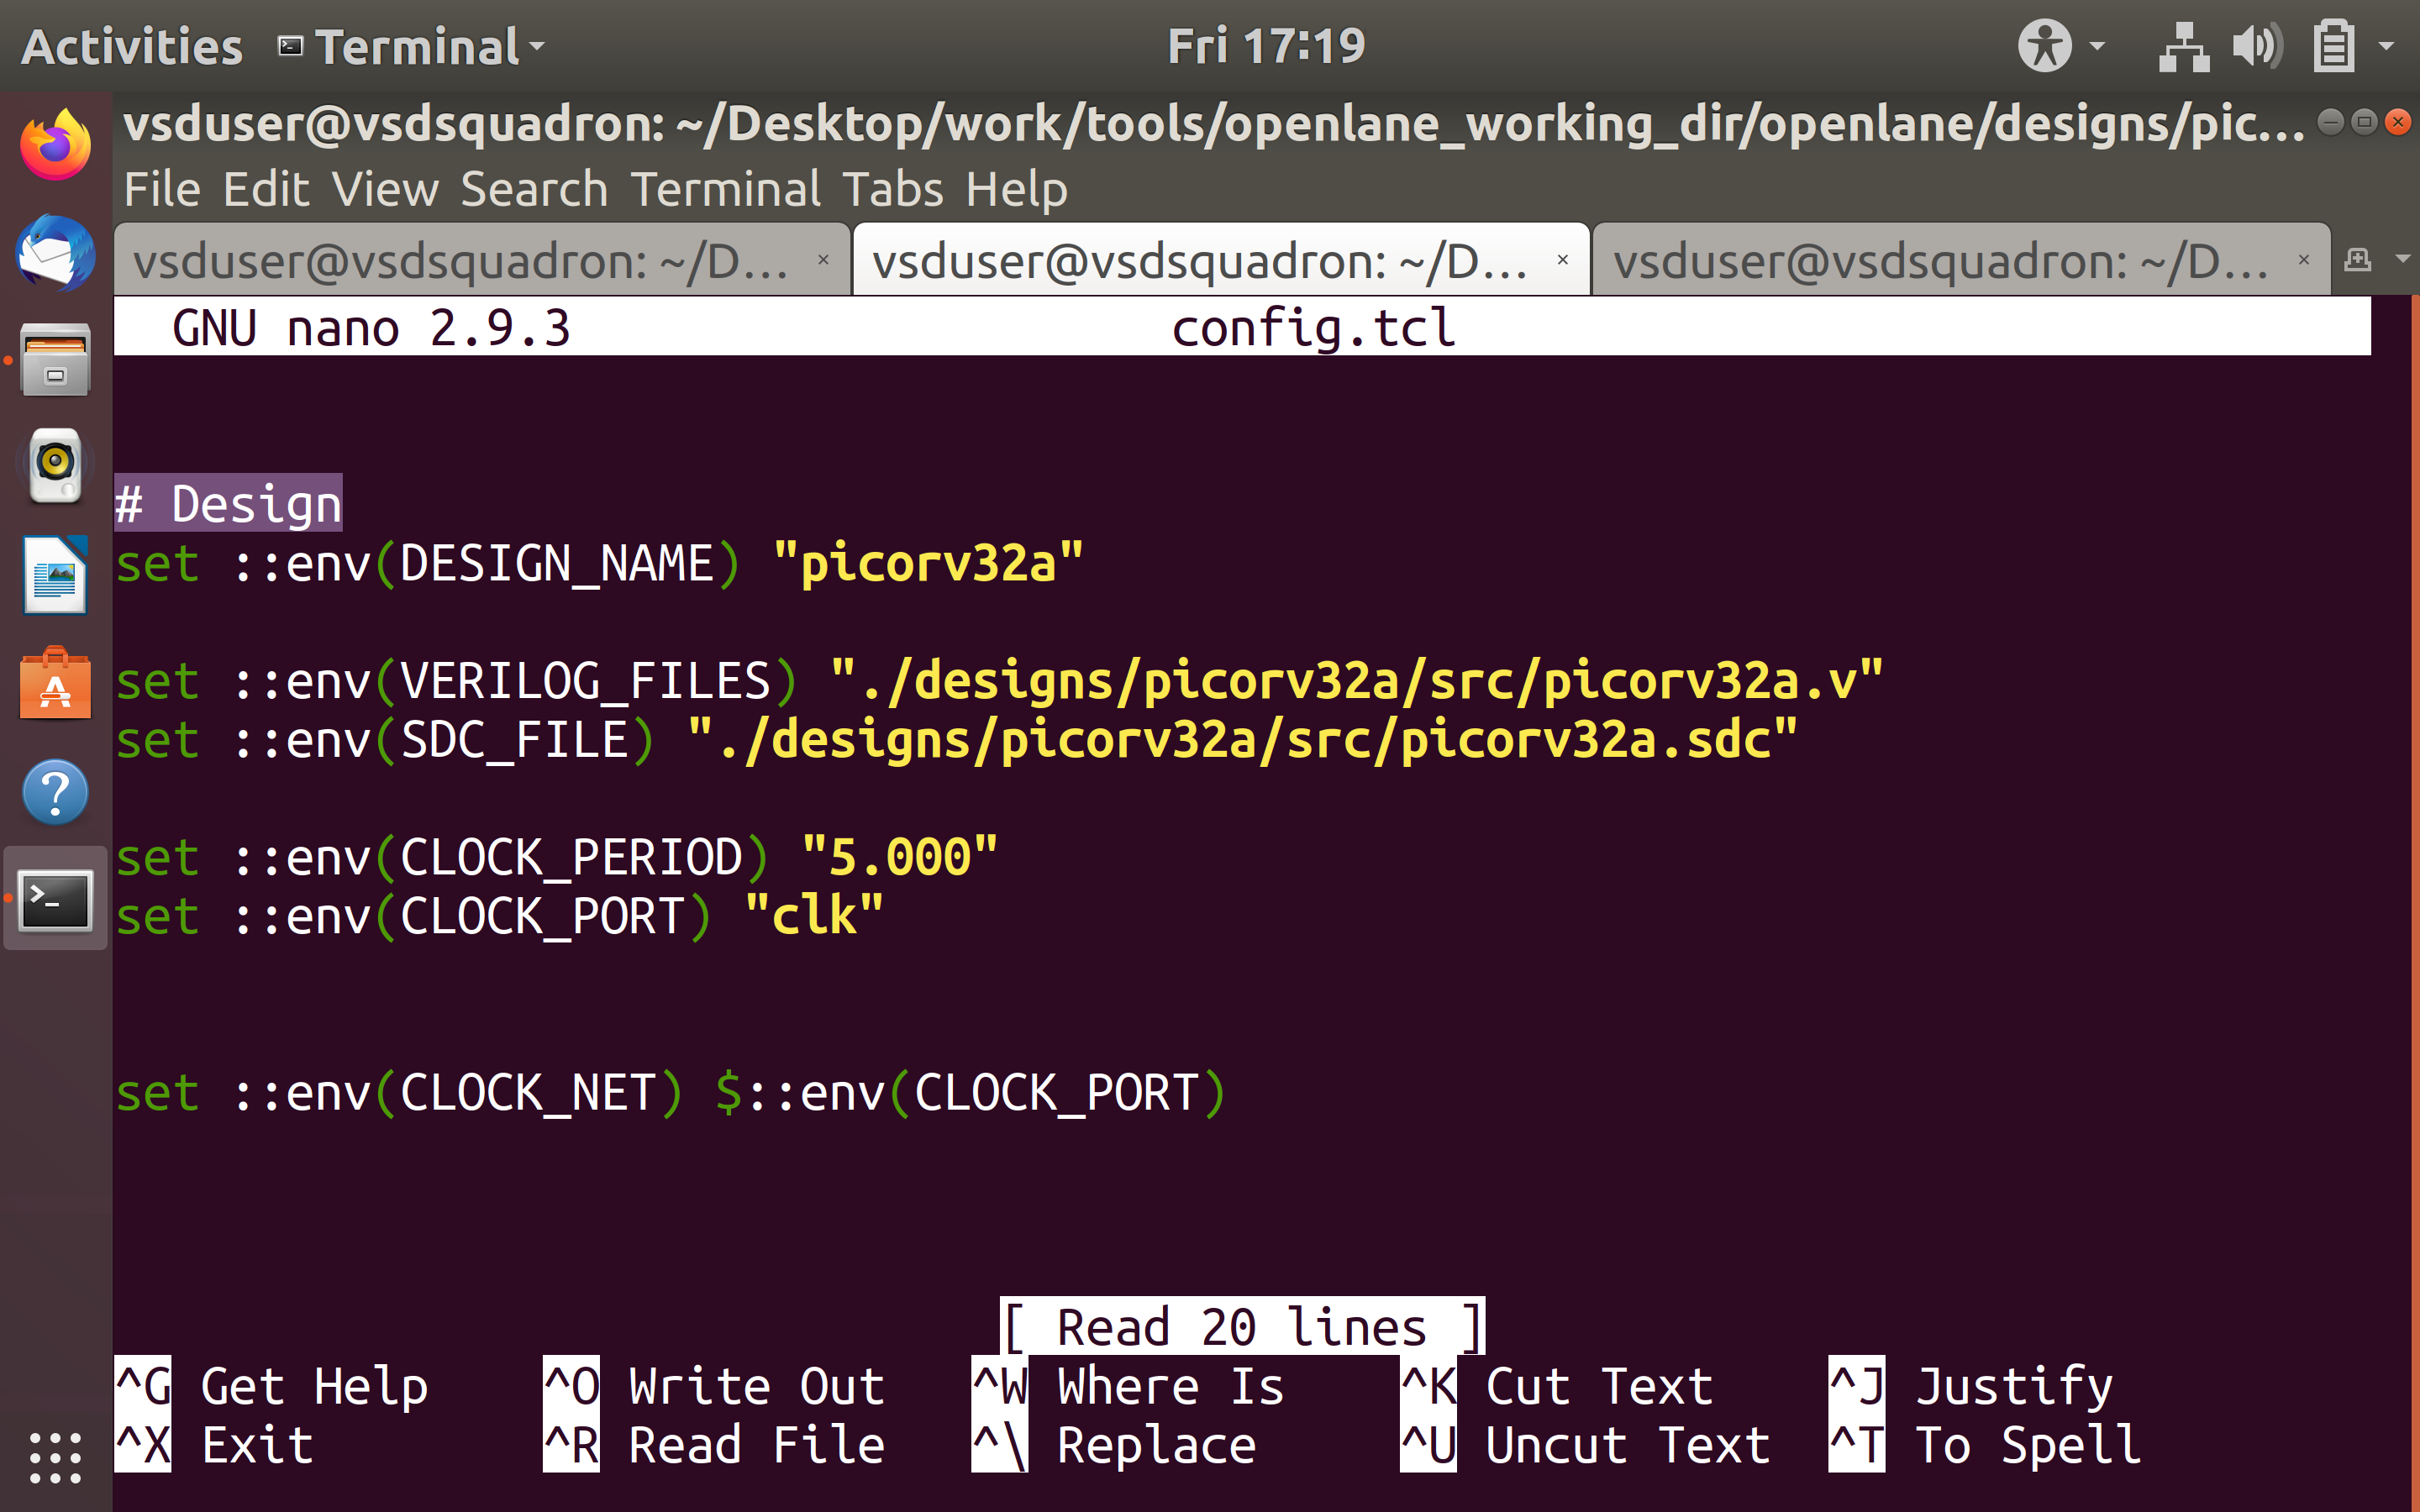 Activities Terminal Fri 17:19
vsduser@vsdsquadron: ~/Desktop/work/tools/openlane_working_dir/openlane/designs/pic...
File Edit View Search Terminal Tabs Help
vsduser@vsdsquadron: ~/D... vsduser@vsdsquadron: ~/D... vsduser@vsdsquadron: ~/D...
GNU nano 2.9.3 config.tcl
# Design
set ::env(DESIGN_NAME) "picorv32a"
set ::env(VERILOG_FILES) "./designs/picorv32a/src/picorv32a.v"
set ::env(SDC_FILE) "./designs/picorv32a/src/picorv32a.sdc"
set ::env(CLOCK_PERIOD) "5.000"
set ::env(CLOCK_PORT) "clk"
set ::env(CLOCK_NET) $::env(CLOCK_PORT)
[ Read 20 lines ]
^G Get Help ^O Write Out ^W Where Is ^K Cut Text ^J Justify
^X Exit ^R Read File ^\ Replace ^U Uncut Text ^T To Spell